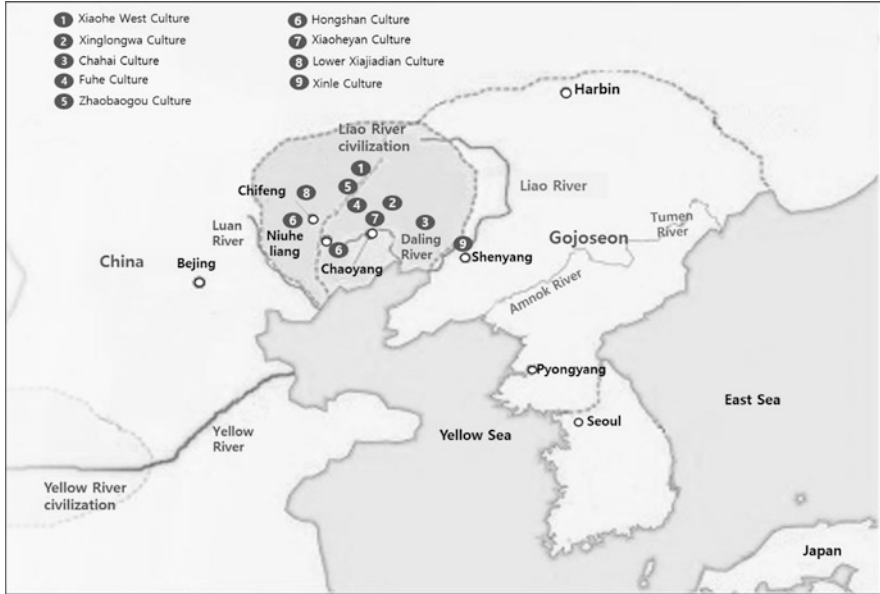 1 Xiaohe West Culture
2 Xinglongwa Culture
3 Chahai Culture
4 Fuhe Culture
5 Zhaobaogou Culture
6 Hongshan Culture
7 Xiaoheyan Culture
8 Lower Xiajiadian Culture
9 Xinle Culture
Harbin
Liao River
civilization
1
5
Chifeng
8
4
2
Liao River
6
7
3
Luan
River
Niuhe
liang
6
Daling
River
9
Shenyang
Chaoyang
Tumen
River
Gojoseon
Amnok River
China
Bejing
Pyongyang
Seoul
East Sea
Yellow Sea
Yellow
River
Yellow River
civilization
Japan